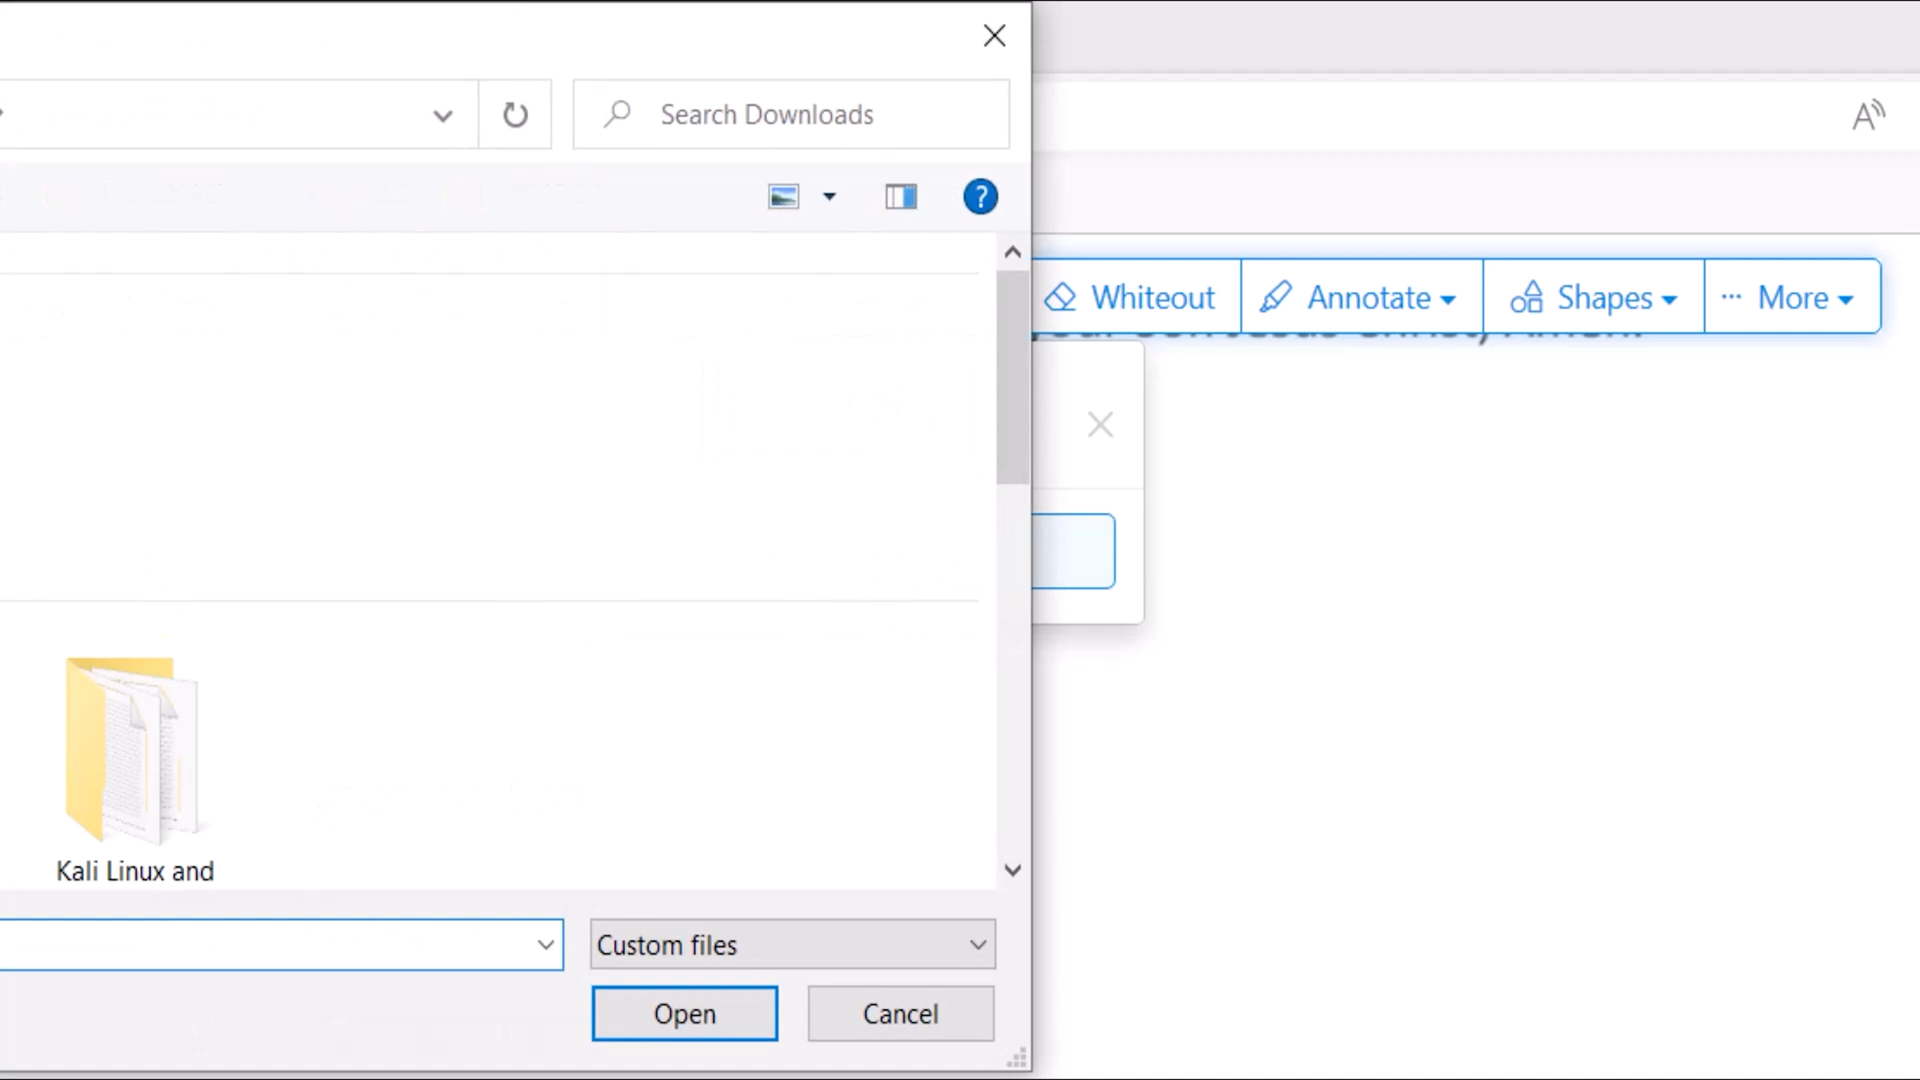 Search Downloads
?
A
Whiteout
Annotate
Shapes
··· More
Kali Linux and
Custom files
Open
Cancel